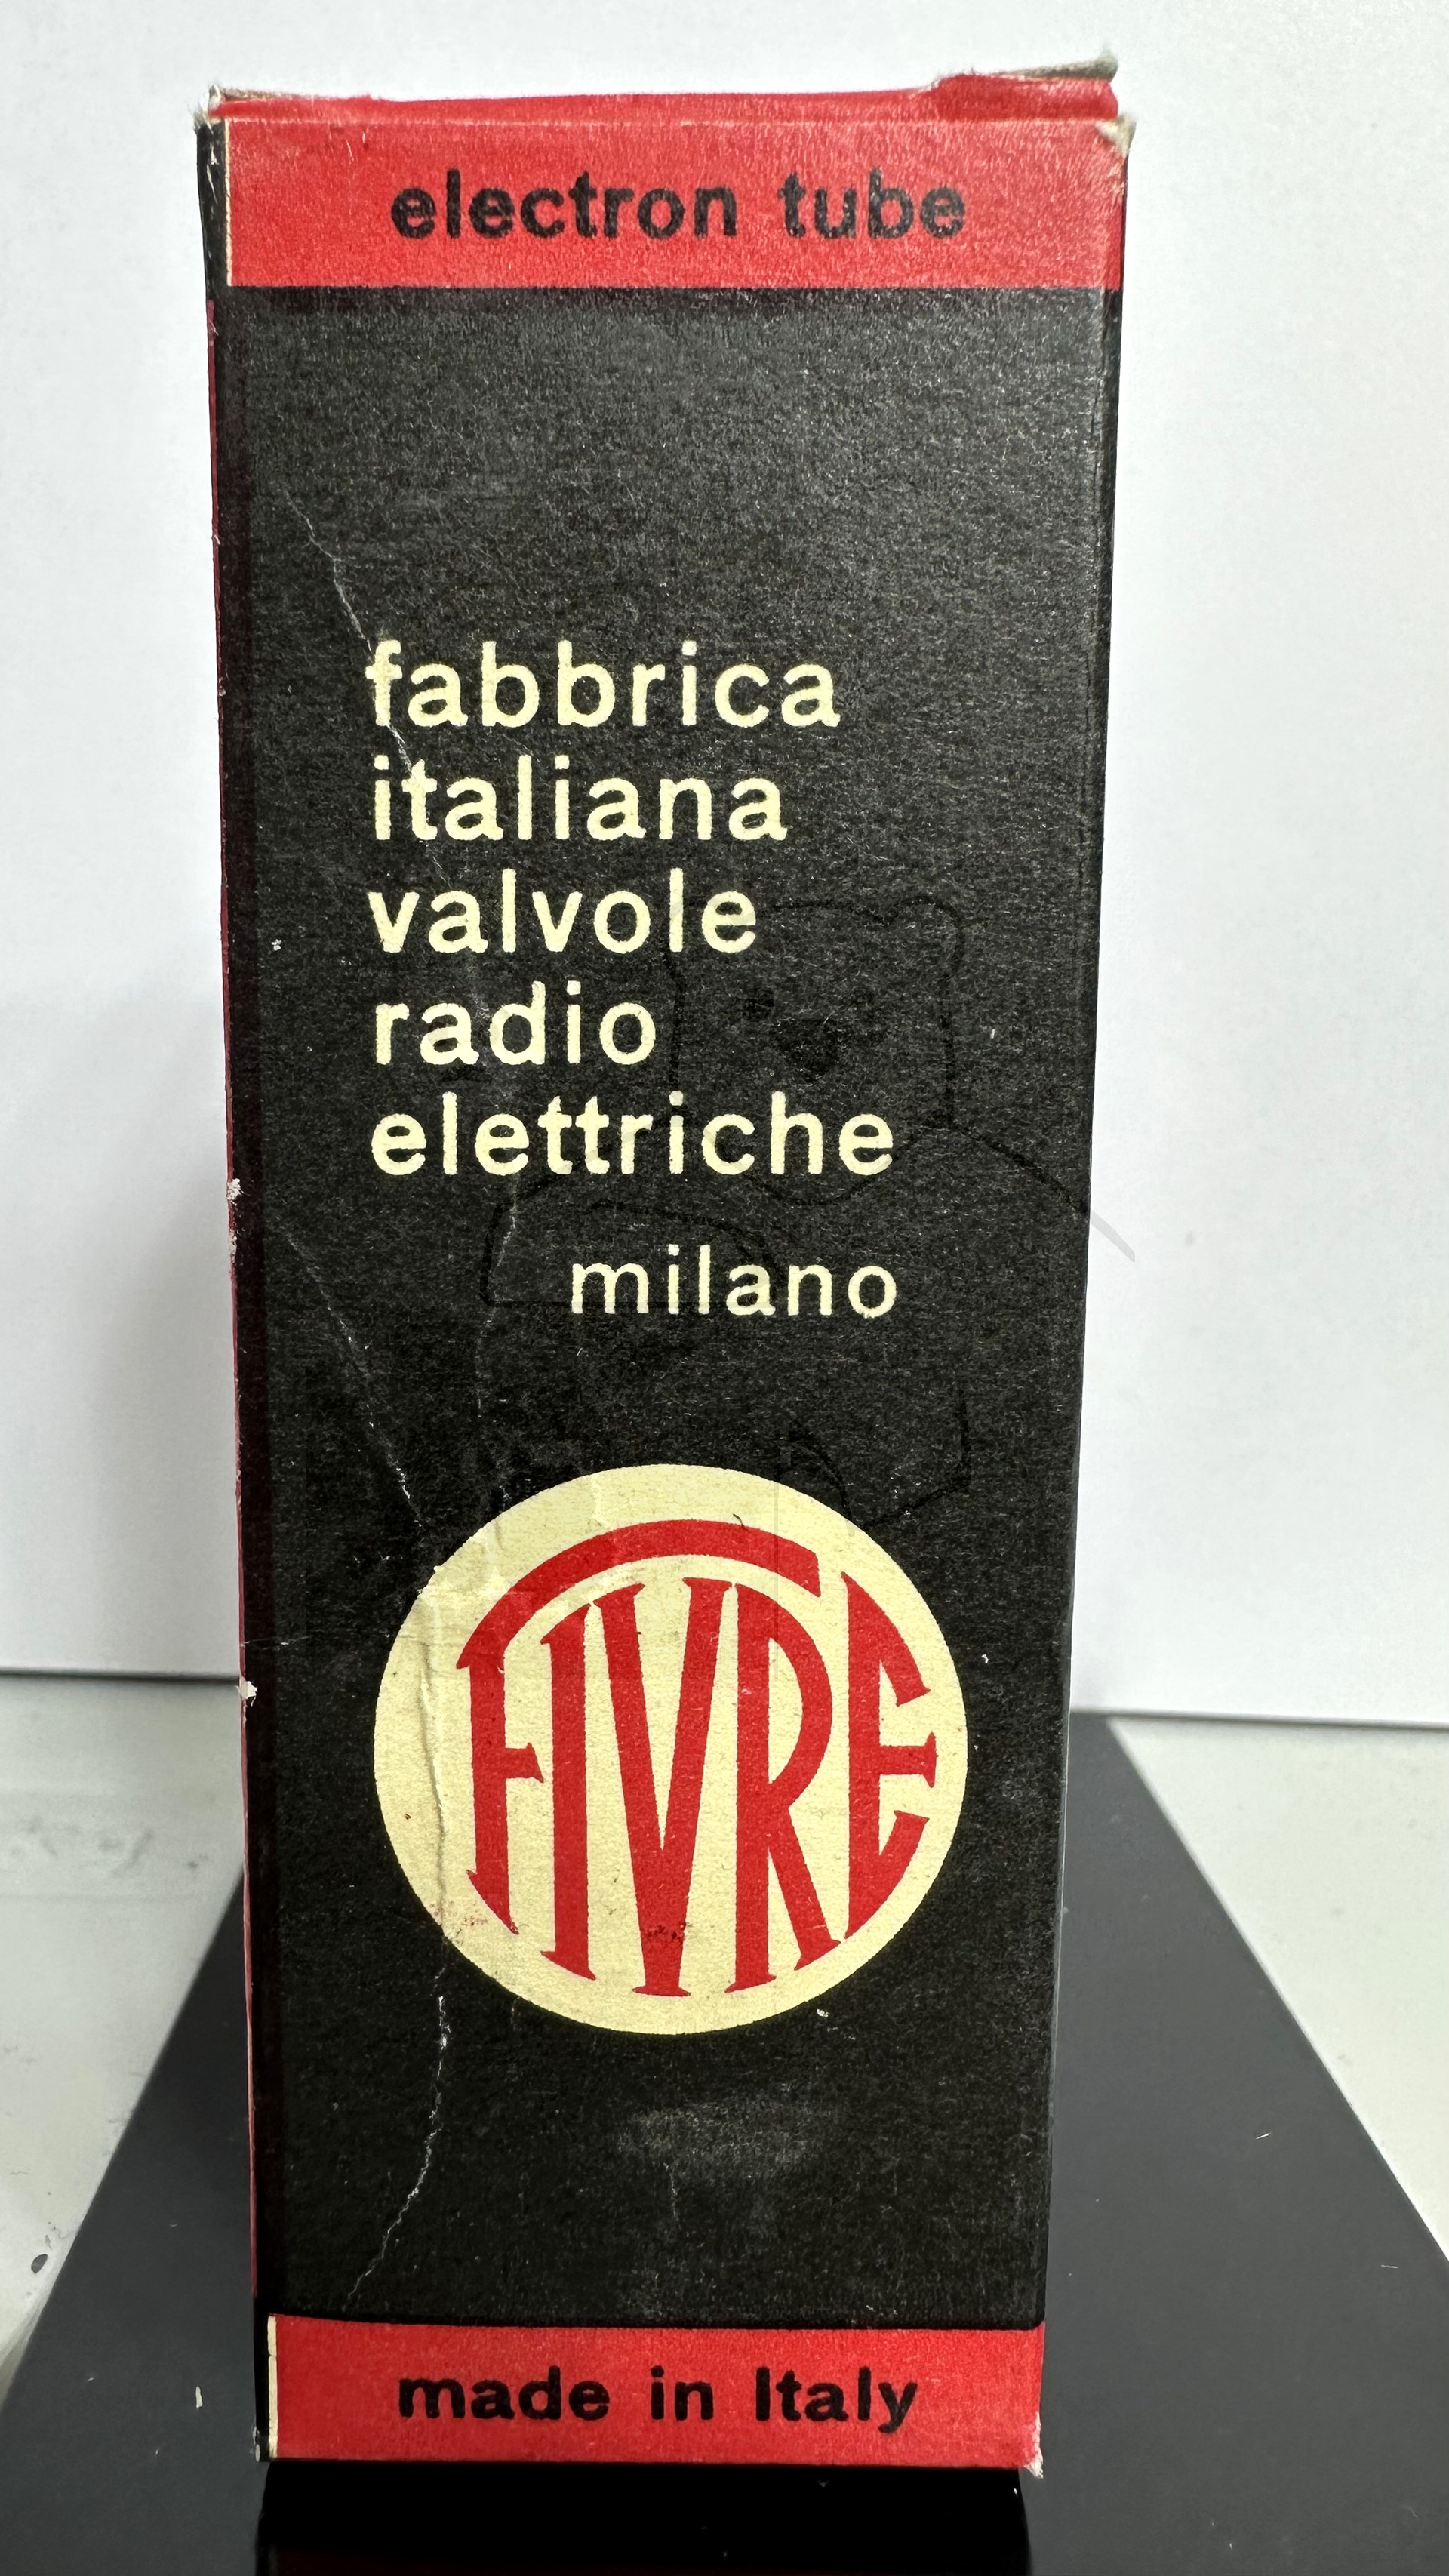 electron tube
fabbrica
italiana
valvole
radio
elettriche
milano
FIVRE
made in Italy